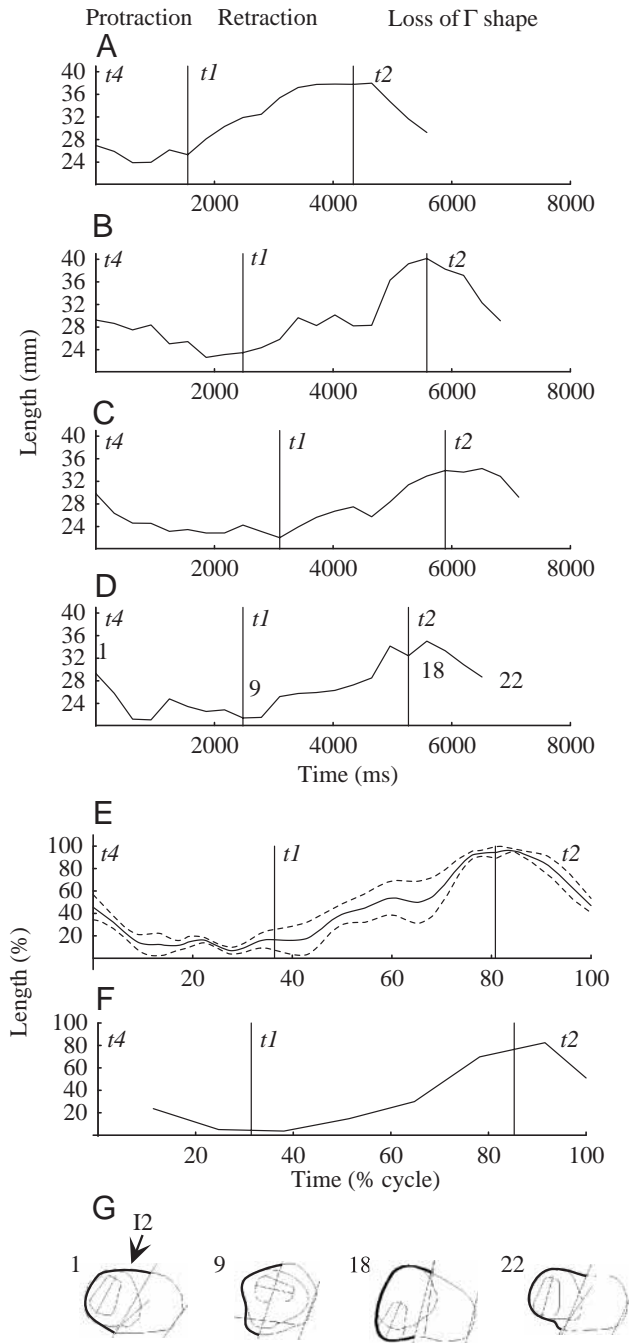 Protraction Retraction Loss of Γ shape
A
40
36
32
28
24
t4 t1 t2
2000 4000 6000 8000
B
40
36
32
28
24
t4 t1 t2
2000 4000 6000 8000
Length (mm)
C
40
36
32
28
24
t4 t1 t2
2000 4000 6000 8000
D
40
36
32
28
24
t4 t1 t2
1 9 18 22
2000 4000 6000 8000
Time (ms)
E
100
80
60
40
20
t4 t1 t2
20 40 60 80 100
Length (%)
F
100
80
60
40
20
t4 t1 t2
20 40 60 80 100
Time (% cycle)
G
I2
1 9 18 22